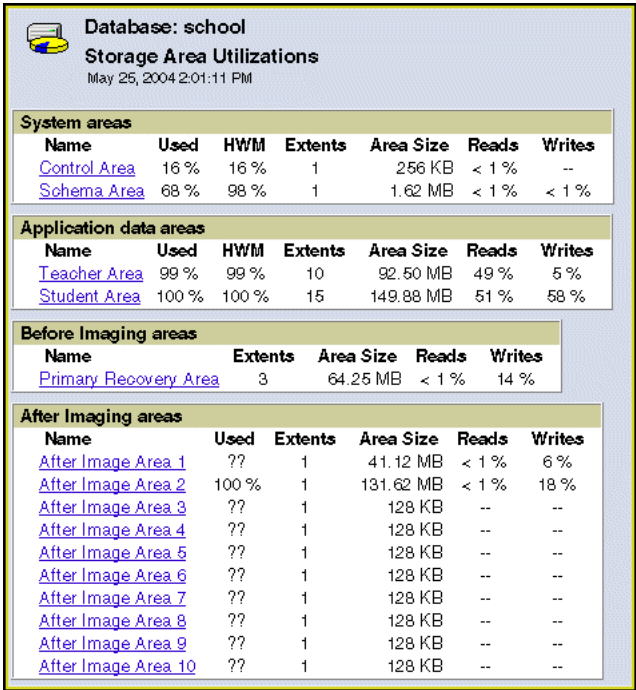 Database: school
Storage Area Utilizations
May 25, 2004 2:01:11 PM
System areas
Name Used HWM Extents Area Size Reads Writes
Control Area 16 % 16 % 1 256 KB < 1 % --
Schema Area 68 % 98 % 1 1.62 MB < 1 % < 1 %
Application data areas
Name Used HWM Extents Area Size Reads Writes
Teacher Area 99 % 99 % 10 92.50 MB 49 % 5 %
Student Area 100 % 100 % 15 149.88 MB 51 % 58 %
Before Imaging areas
Name Extents Area Size Reads Writes
Primary Recovery Area 3 64.25 MB < 1 % 14 %
After Imaging areas
Name Used Extents Area Size Reads Writes
After Image Area 1 ?? 1 41.12 MB < 1 % 6 %
After Image Area 2 100 % 1 131.62 MB < 1 % 18 %
After Image Area 3 ?? 1 128 KB -- --
After Image Area 4 ?? 1 128 KB -- --
After Image Area 5 ?? 1 128 KB -- --
After Image Area 6 ?? 1 128 KB -- --
After Image Area 7 ?? 1 128 KB -- --
After Image Area 8 ?? 1 128 KB -- --
After Image Area 9 ?? 1 128 KB -- --
After Image Area 10 ?? 1 128 KB -- --